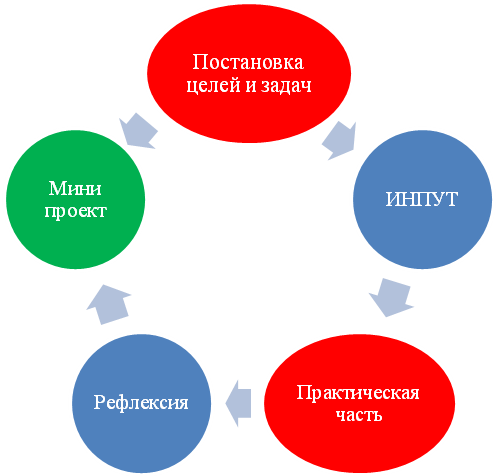 Постановка
целей и задач
ИНПУТ
Практическая
часть
Рефлексия
Мини
проект